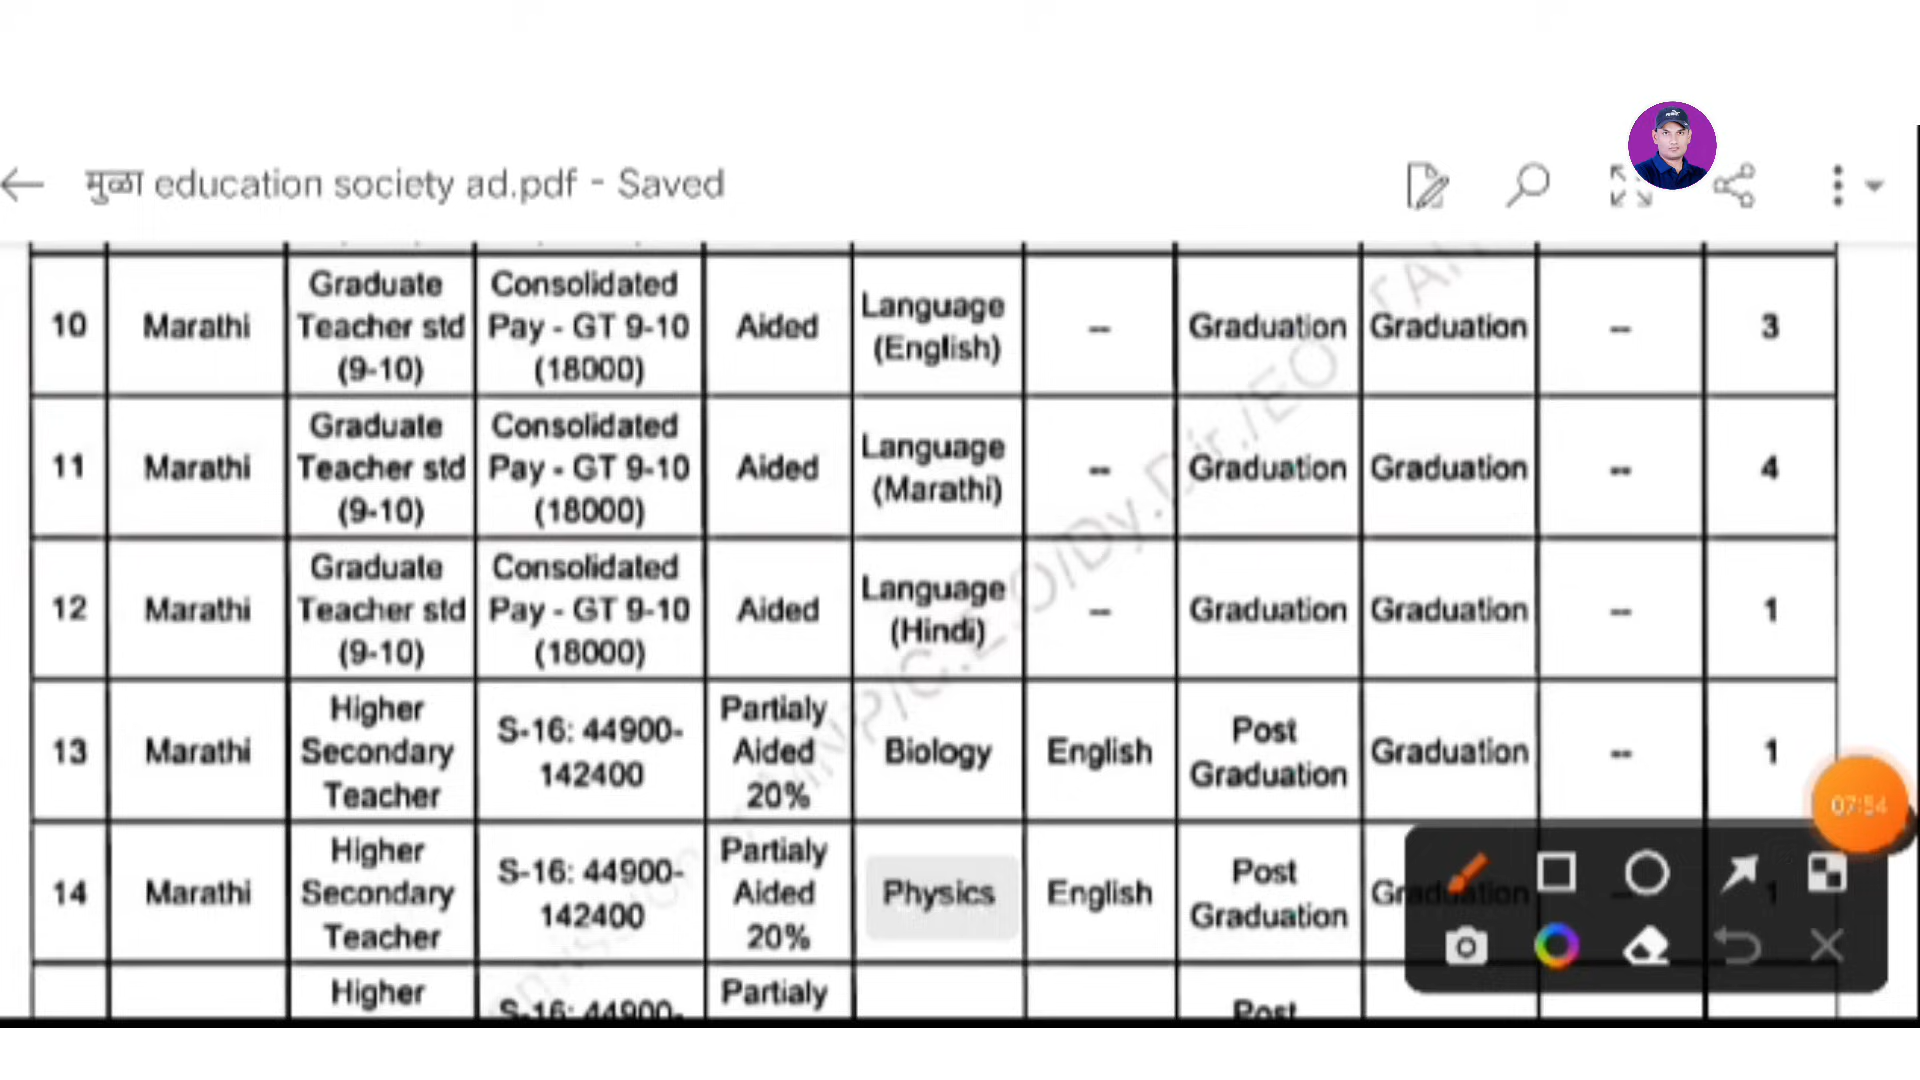 मुळा education society ad.pdf - Saved
10 Marathi Graduate Teacher std (9-10) Consolidated Pay - GT 9-10 (18000) Aided Language (English) -- Graduation Graduation -- 3
11 Marathi Graduate Teacher std (9-10) Consolidated Pay - GT 9-10 (18000) Aided Language (Marathi) -- Graduation Graduation -- 4
12 Marathi Graduate Teacher std (9-10) Consolidated Pay - GT 9-10 (18000) Aided Language (Hindi) -- Graduation Graduation -- 1
13 Marathi Higher Secondary Teacher S-16: 44900-142400 Partialy Aided 20% Biology English Post Graduation Graduation -- 1
14 Marathi Higher Secondary Teacher S-16: 44900-142400 Partialy Aided 20% Physics English Post Graduation Graduation -- 1
Higher S-16: 44900- Partialy Post
07:54